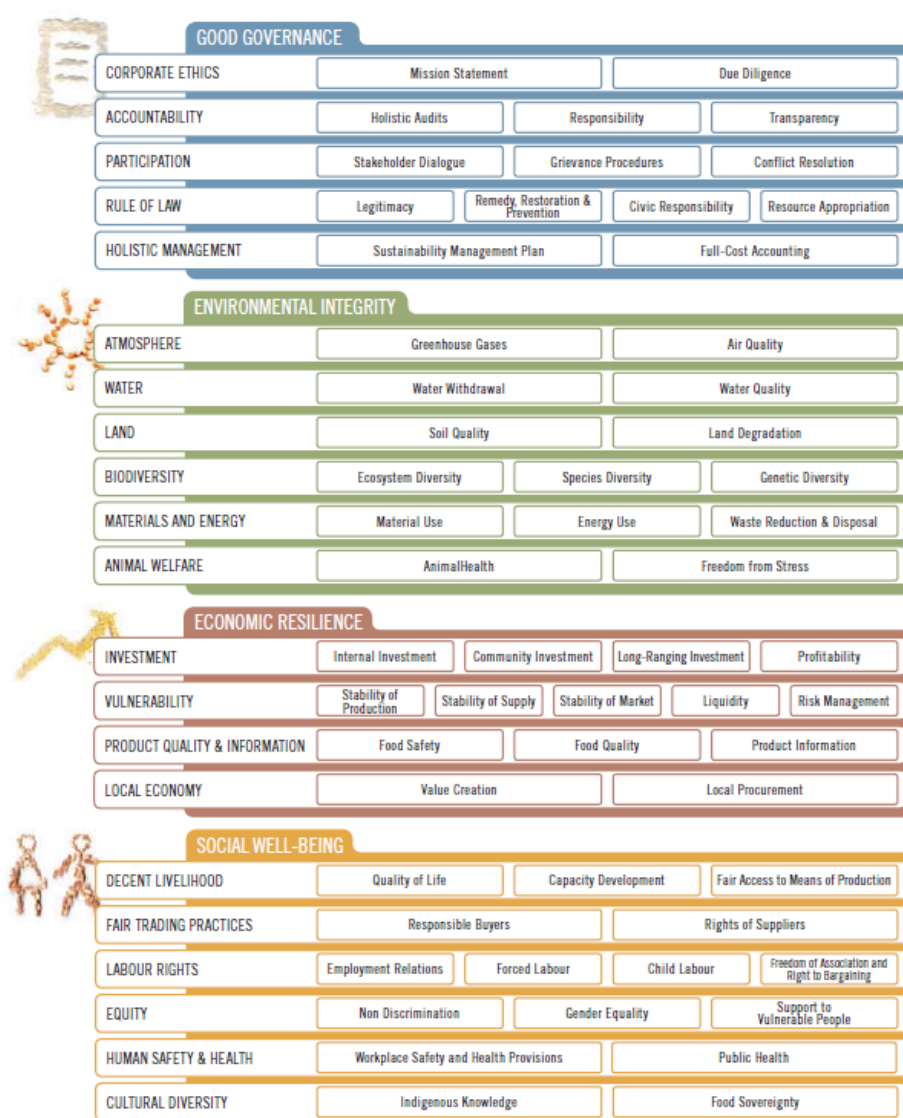 GOOD GOVERNANCE
CORPORATE ETHICS
Mission Statement
Due Diligence
ACCOUNTABILITY
Holistic Audits
Responsibility
Transparency
PARTICIPATION
Stakeholder Dialogue
Grievance Procedures
Conflict Resolution
RULE OF LAW
Legitimacy
Remedy, Restoration &
Prevention
Civic Responsibility
Resource Appropriation
HOLISTIC MANAGEMENT
Sustainability Management Plan
Full-Cost Accounting
ENVIRONMENTAL INTEGRITY
ATMOSPHERE
Greenhouse Gases
Air Quality
WATER
Water Withdrawal
Water Quality
LAND
Soil Quality
Land Degradation
BIODIVERSITY
Ecosystem Diversity
Species Diversity
Genetic Diversity
MATERIALS AND ENERGY
Material Use
Energy Use
Waste Reduction & Disposal
ANIMAL WELFARE
AnimalHealth
Freedom from Stress
ECONOMIC RESILIENCE
INVESTMENT
Internal Investment
Community Investment
Long-Ranging Investment
Profitability
VULNERABILITY
Stability of
Production
Stability of Supply
Stability of Market
Liquidity
Risk Management
PRODUCT QUALITY & INFORMATION
Food Safety
Food Quality
Product Information
LOCAL ECONOMY
Value Creation
Local Procurement
SOCIAL WELL-BEING
DECENT LIVELIHOOD
Quality of Life
Capacity Development
Fair Access to Means of Production
FAIR TRADING PRACTICES
Responsible Buyers
Rights of Suppliers
LABOUR RIGHTS
Employment Relations
Forced Labour
Child Labour
Freedom of Association and
Right to Bargaining
EQUITY
Non Discrimination
Gender Equality
Support to
Vulnerable People
HUMAN SAFETY & HEALTH
Workplace Safety and Health Provisions
Public Health
CULTURAL DIVERSITY
Indigenous Knowledge
Food Sovereignty